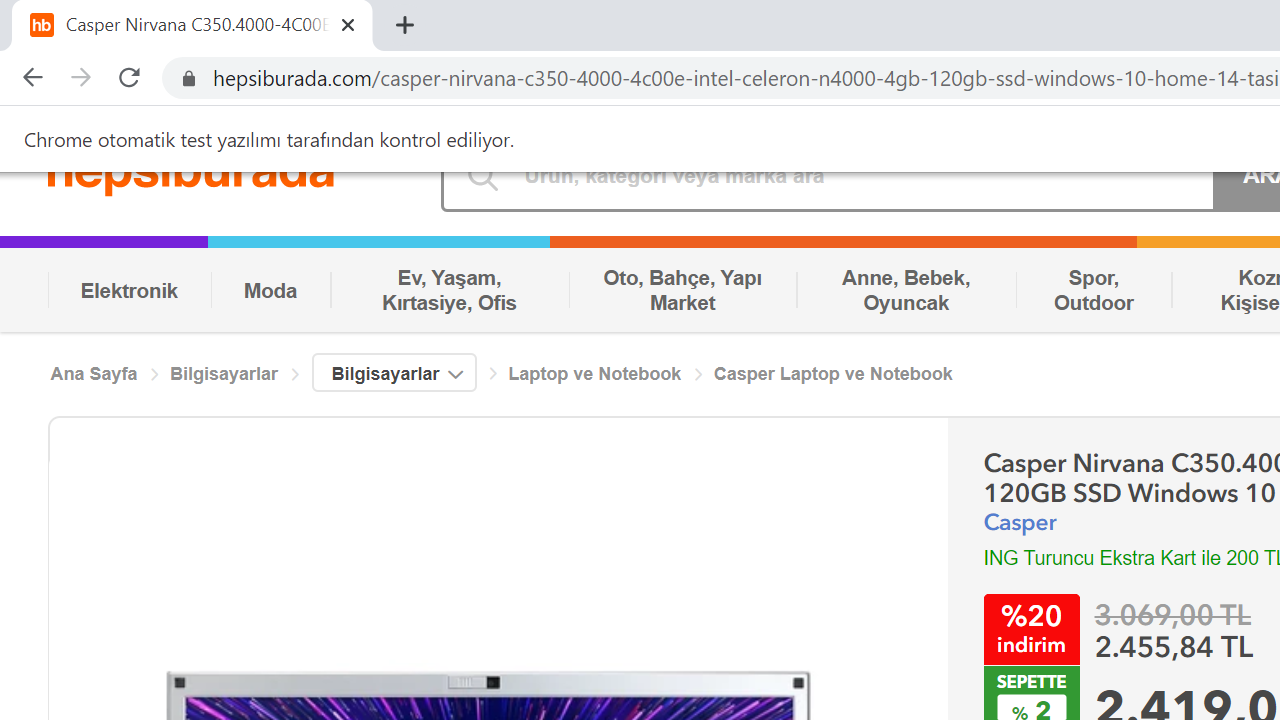 hb Casper Nirvana C350.4000-4C00E
hepsiburada.com/casper-nirvana-c350-4000-4c00e-intel-celeron-n4000-4gb-120gb-ssd-windows-10-home-14-tasi
Chrome otomatik test yazılımı tarafından kontrol ediliyor.
hepsiburada
Ürün, kategori veya marka ara
ARA
Elektronik
Moda
Ev, Yaşam,
Kırtasiye, Ofis
Oto, Bahçe, Yapı
Market
Anne, Bebek,
Oyuncak
Spor,
Outdoor
Ana Sayfa
Bilgisayarlar
Bilgisayarlar
Laptop ve Notebook
Casper Laptop ve Notebook
Casper Nirvana C350.400
120GB SSD Windows 10
Casper
ING Turuncu Ekstra Kart ile 200 TL
%20
indirim
3.069,00 TL
2.455,84 TL
SEPETTE
% 2
2.419,0